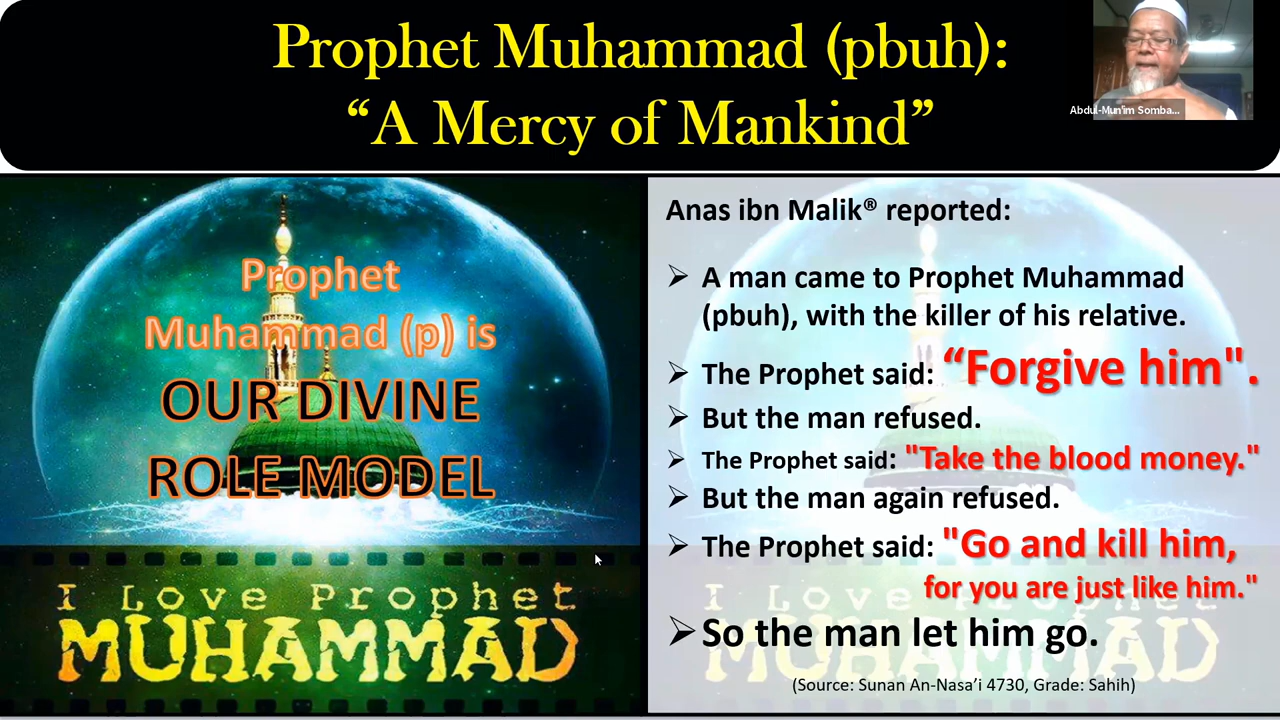 Prophet Muhammad (pbuh):
“A Mercy of Mankind”
Abdul-Mun'im Somba...
Prophet
Muhammad (p) is
OUR DIVINE
ROLE MODEL
I Love Prophet
MUHAMMAD
Anas ibn Malik® reported:
➢ A man came to Prophet Muhammad
(pbuh), with the killer of his relative.
➢ The Prophet said: “Forgive him".
➢ But the man refused.
➢ The Prophet said: "Take the blood money."
➢ But the man again refused.
➢ The Prophet said: "Go and kill him,
for you are just like him."
➢ So the man let him go.
(Source: Sunan An-Nasa’i 4730, Grade: Sahih)